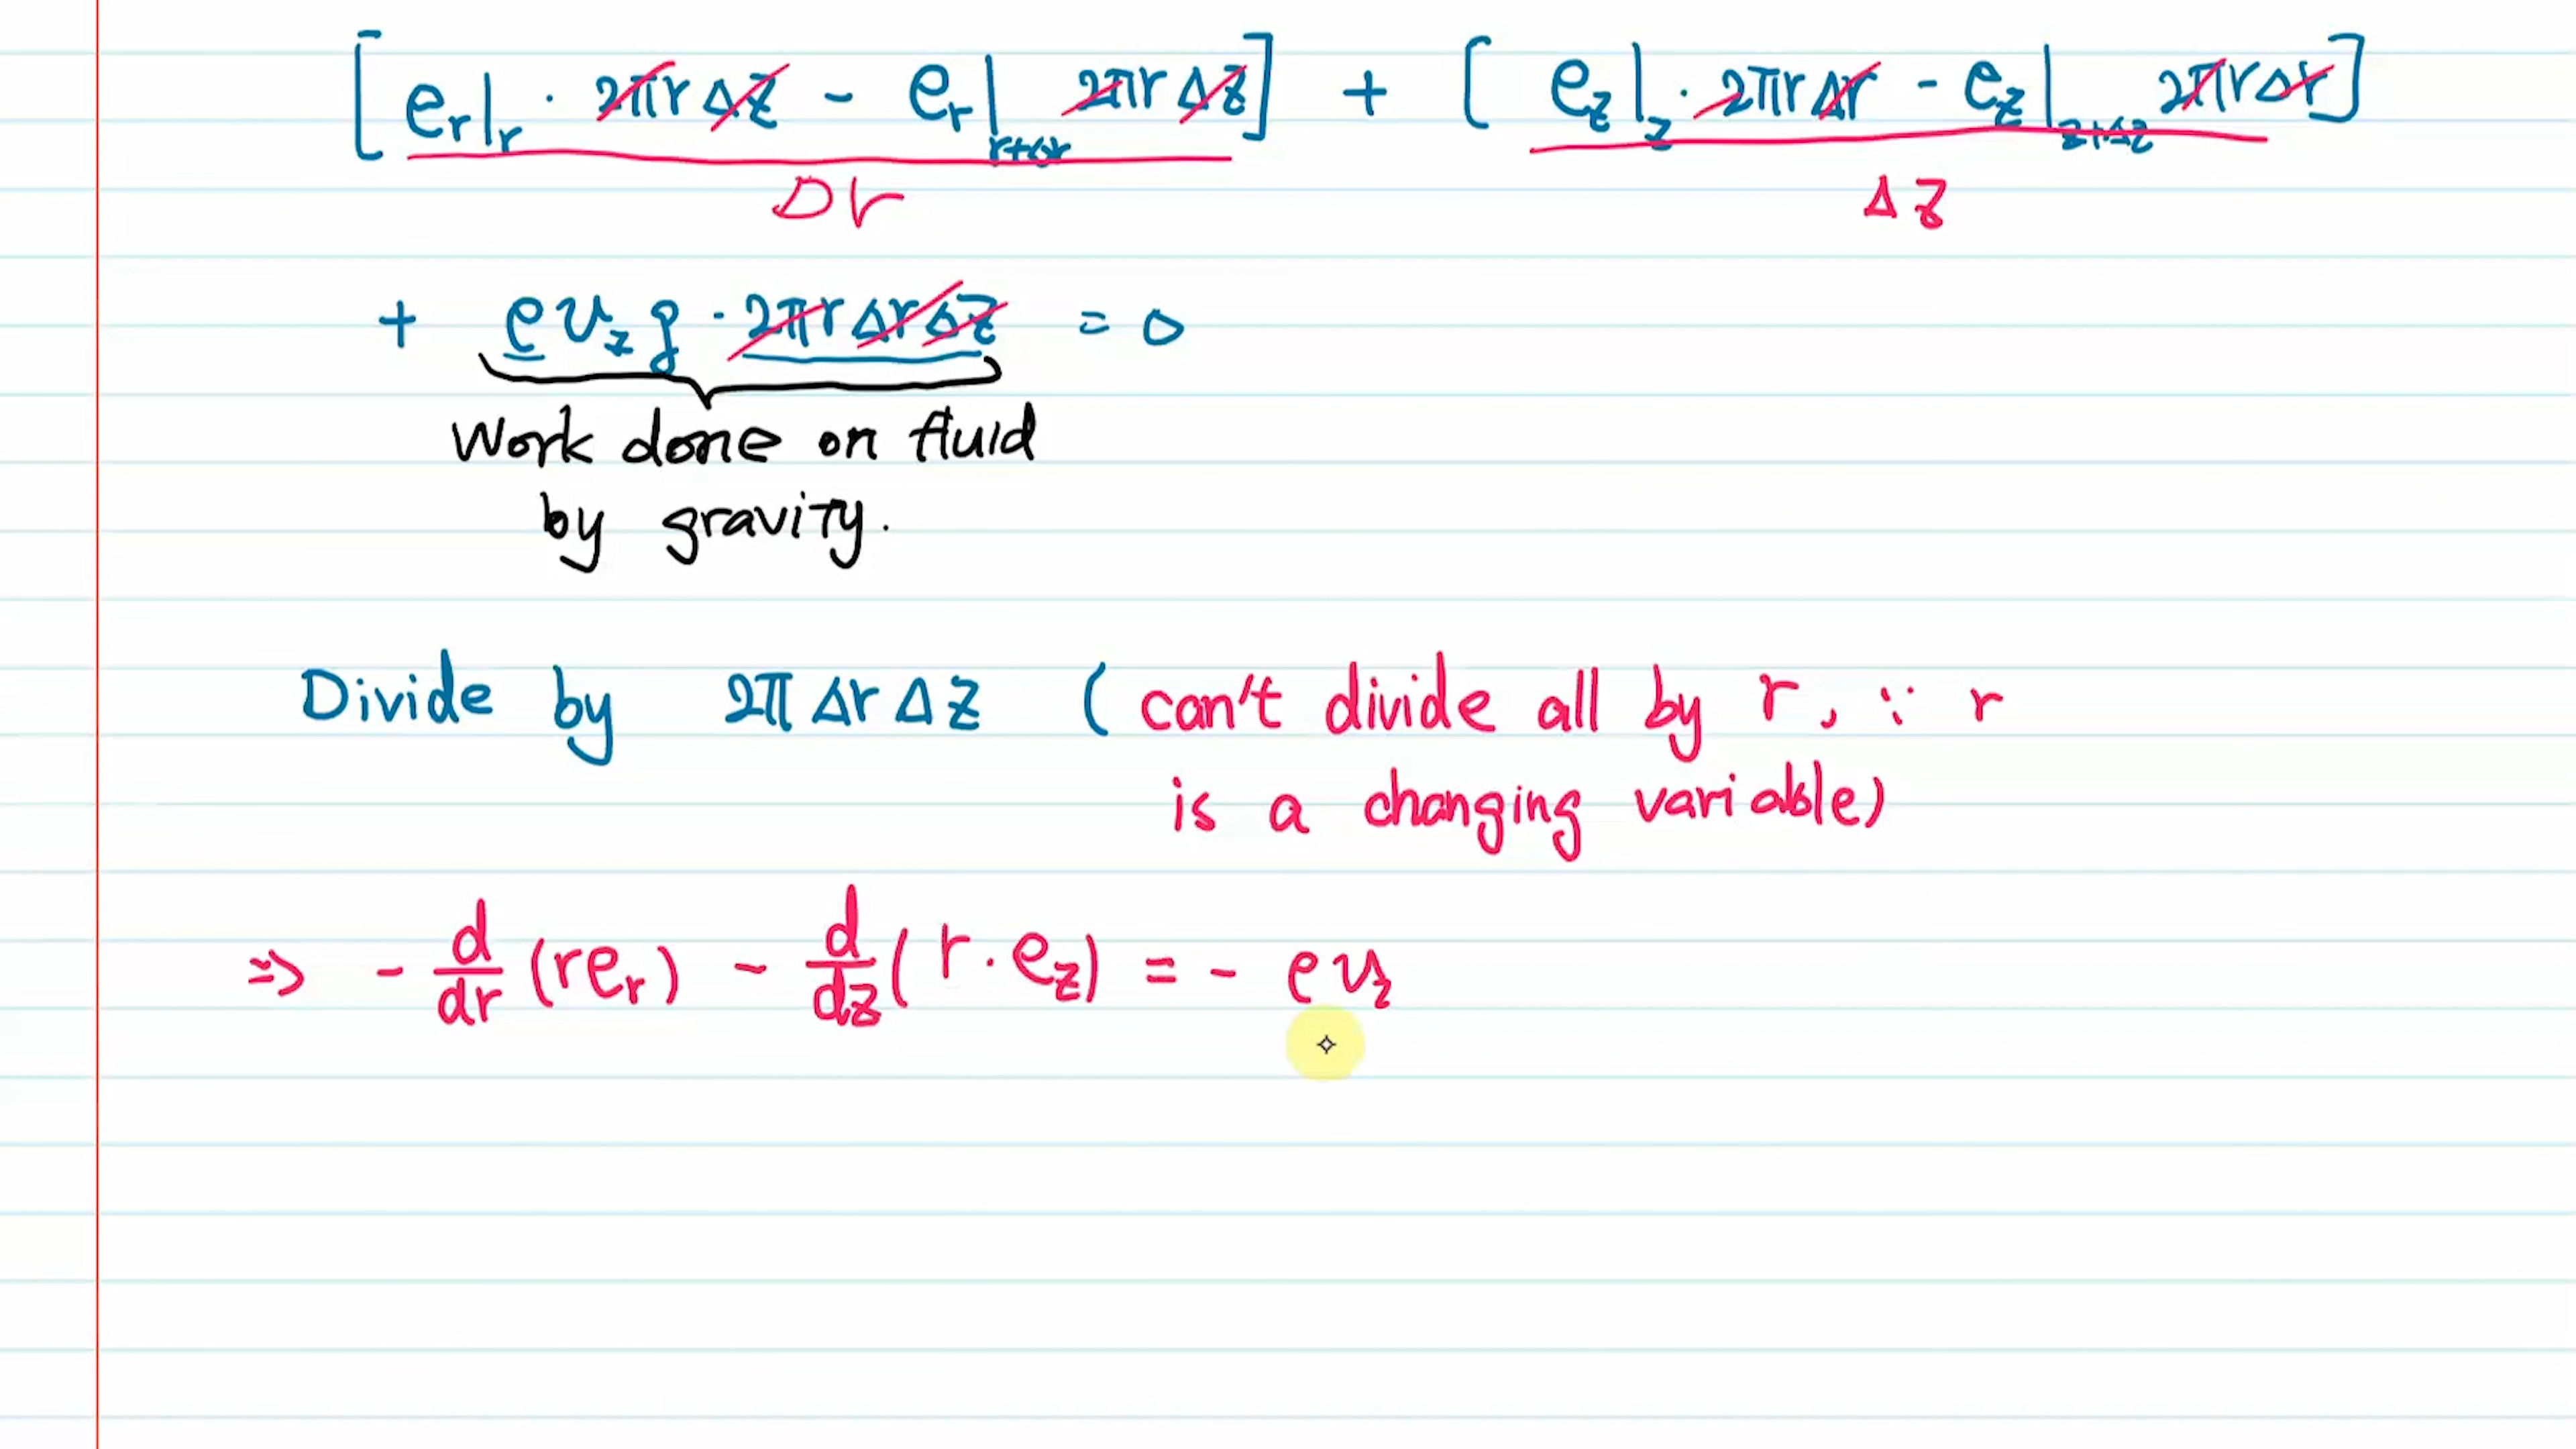 [ e_r|_r · 2πrΔz - e_r|_{r+Δr} 2πrΔz ] + [ e_z|_z · 2πrΔr - e_z|_{z+Δz} 2πrΔr ]
Δr Δz
+ ρv_z g · 2πrΔrΔz = 0
Work done on fluid
by gravity.
Divide by 2πΔrΔz ( can't divide all by r, ∵ r
is a changing variable)
⇒ - d/dr (re_r) - d/dz ( r · e_z) = - ρv_z